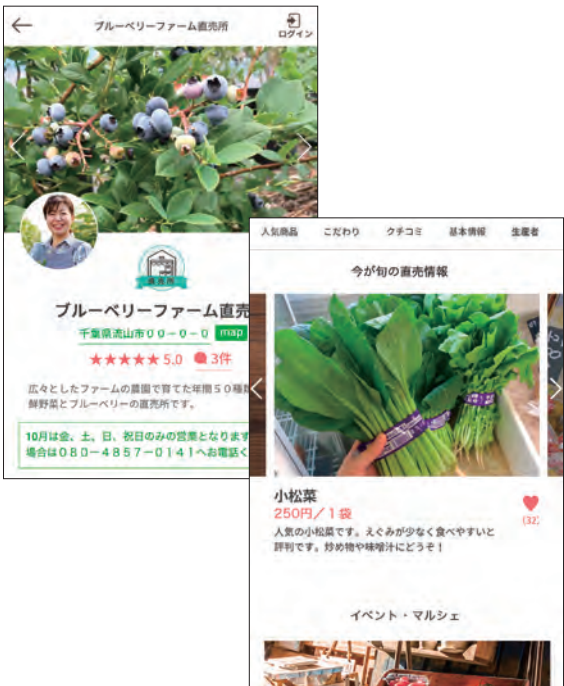 ブルーベリーファーム直売所
ログイン
直売所
ブルーベリーファーム直売
千葉県流山市００－０－０ map
★★★★★ 5.0 3件
広々としたファームの農園で育てた年間５０種
鮮野菜とブルーベリーの直売所です。
10月は金、土、日、祝日のみの営業となります
場合は０８０－４８５７－０１４１へお電話く
人気商品 こだわり クチコミ 基本情報 生産者
今が旬の直売情報
小松菜
250円／１袋
(32)
人気の小松菜です。えぐみが少なく食べやすいと
評判です。炒め物や味噌汁にどうぞ！
イベント・マルシェ